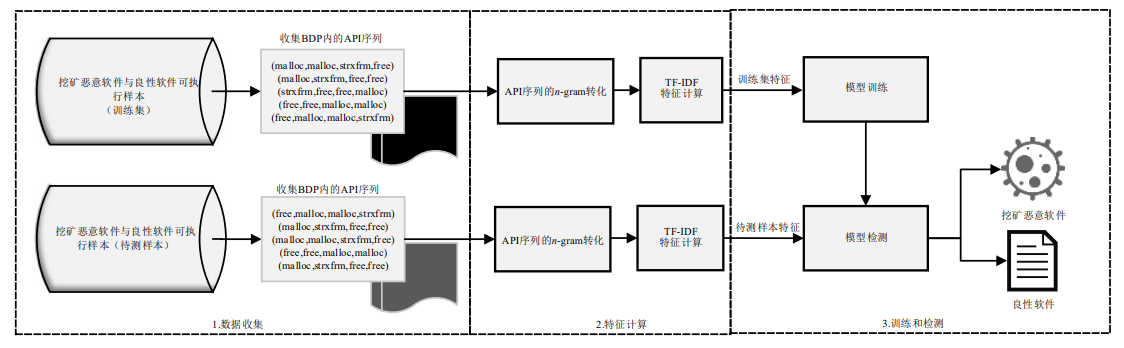 收集BDP内的API序列
挖矿恶意软件与良性软件可执
行样本
（训练集）
(malloc,malloc,strxfrm,free)
(malloc,strxfrm,free,free)
(strxfrm,free,free,malloc)
(free,free,malloc,malloc)
(free,malloc,malloc,strxfrm)
API序列的n-gram转化
TF-IDF
特征计算
训练集特征
模型训练
收集BDP内的API序列
挖矿恶意软件与良性软件可执
行样本（待测样本）
(free,malloc,malloc,strxfrm)
(malloc,strxfrm,free,free)
(malloc,malloc,strxfrm,free)
(free,free,malloc,malloc)
(malloc,strxfrm,free,free)
API序列的n-gram转化
TF-IDF
特征计算
待测样本特征
模型检测
挖矿恶意软件
良性软件
1.数据收集
2.特征计算
3.训练和检测